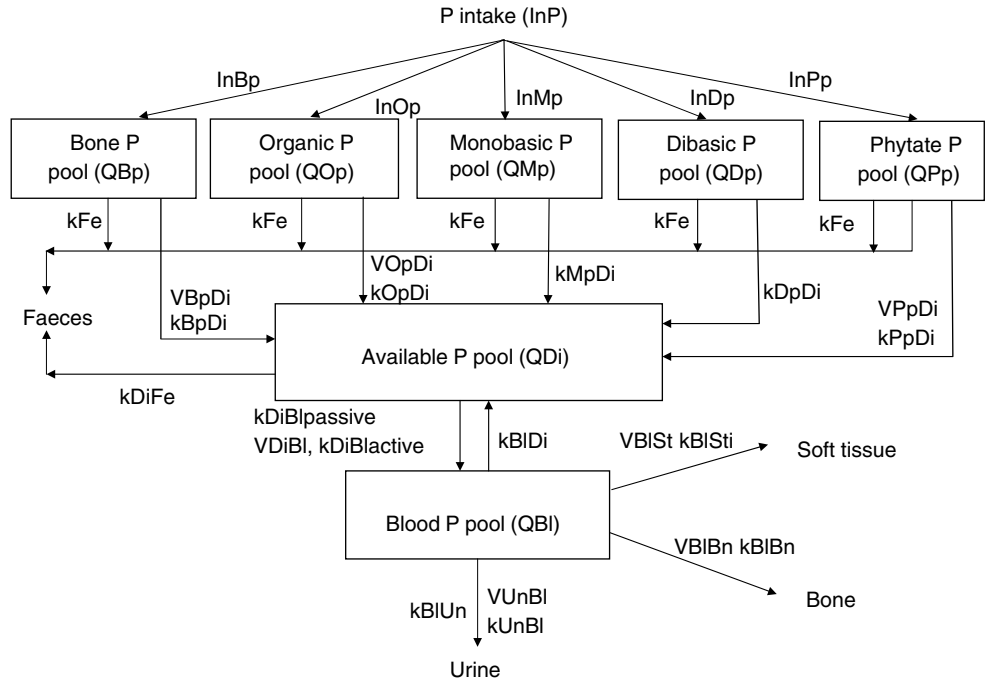 P intake (InP)
InBp
InOp
InMp
InDp
InPp
Bone P
pool (QBp)
Organic P
pool (QOp)
Monobasic P
pool (QMp)
Dibasic P
pool (QDp)
Phytate P
pool (QPp)
kFe
kFe
kFe
kFe
kFe
VBpDi
kBpDi
VOpDi
kOpDi
kMpDi
kDpDi
VPpDi
kPpDi
Faeces
Available P pool (QDi)
kDiFe
kDiBlpassive
VDiBl, kDiBlactive
kBlDi
VBlSt kBlSti
Soft tissue
Blood P pool (QBl)
VBlBn kBlBn
Bone
kBlUn
VUnBl
kUnBl
Urine